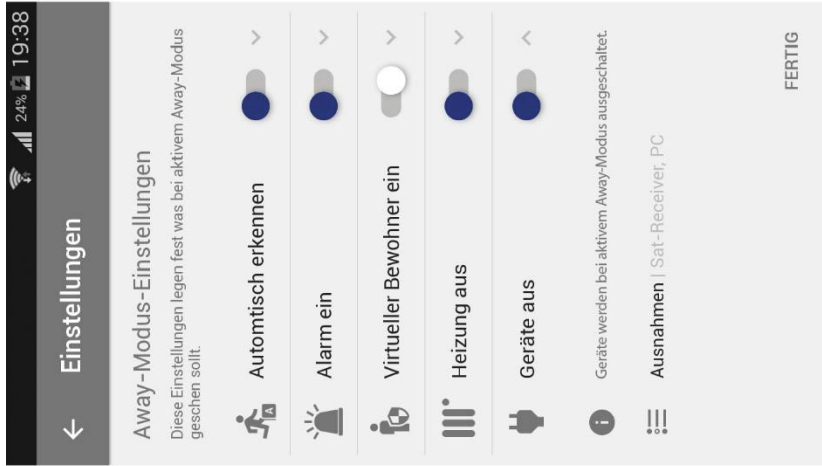 24% 19:38
Einstellungen
Away-Modus-Einstellungen
Diese Einstellungen legen fest was bei aktivem Away-Modus
geschen sollt.
A
Automtisch erkennen
Alarm ein
Virtueller Bewohner ein
Heizung aus
Geräte aus
Geräte werden bei aktivem Away-Modus ausgeschaltet.
Ausnahmen | Sat-Receiver, PC
FERTIG